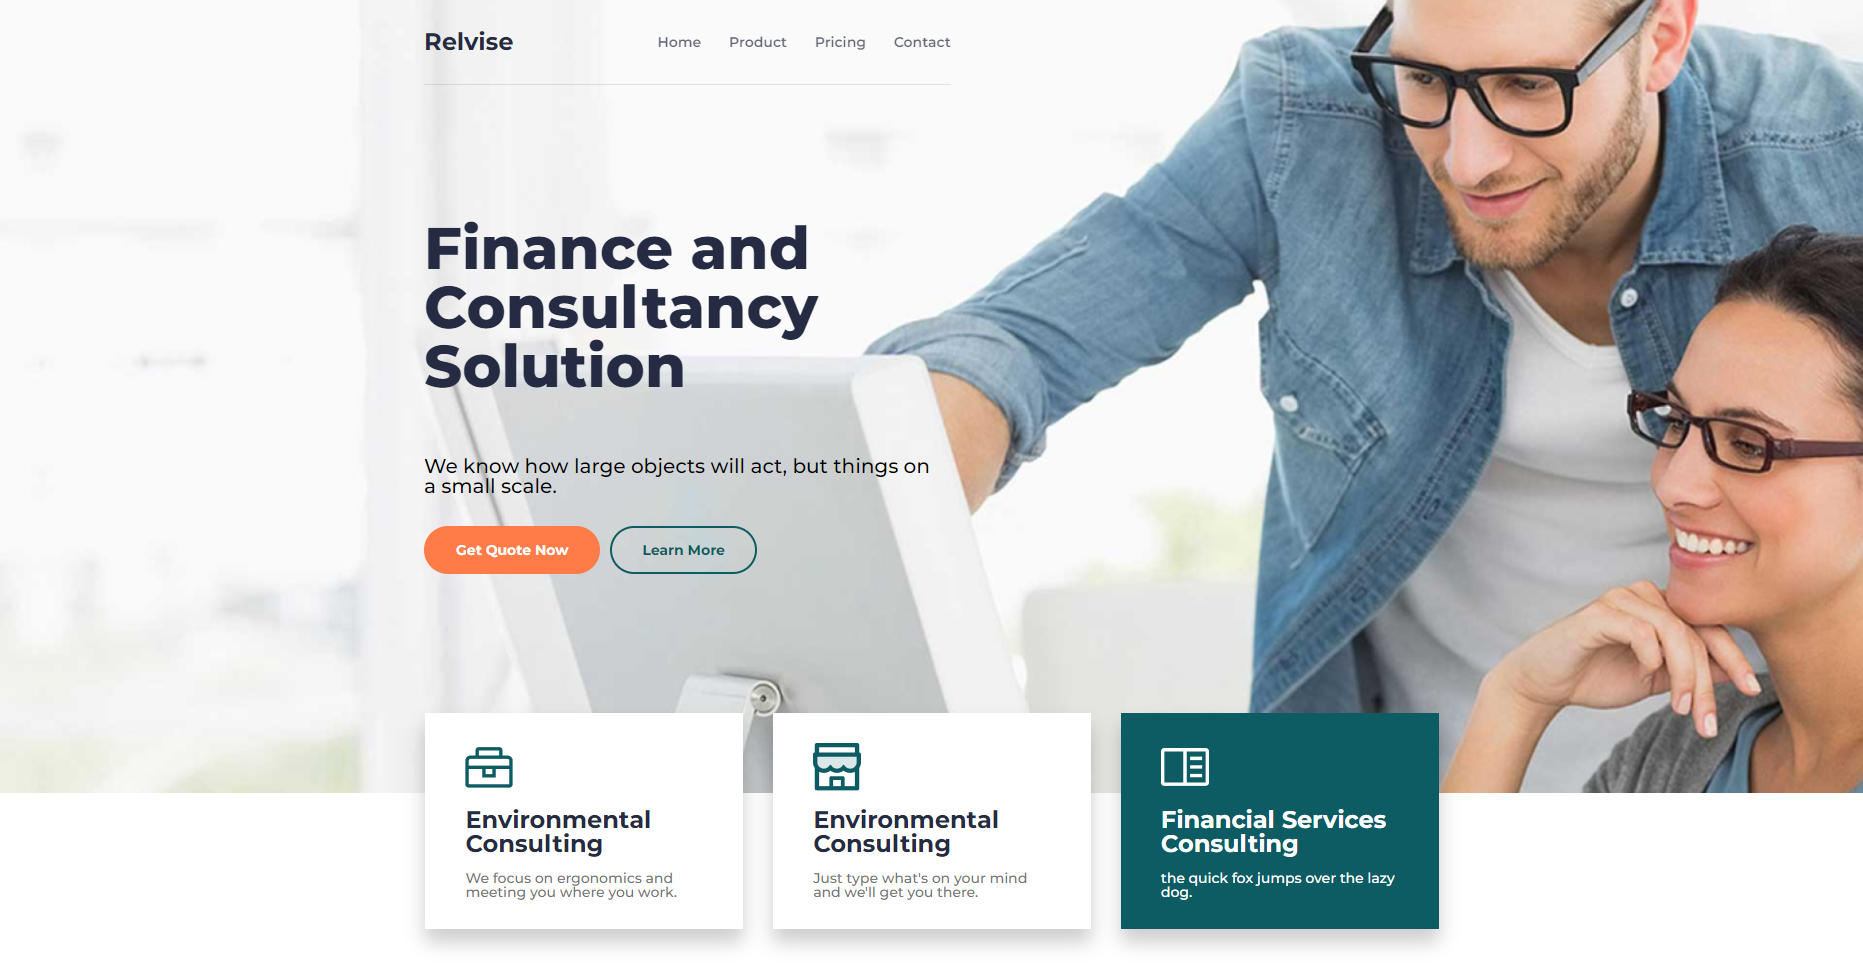 Relvise
Home Product Pricing Contact
Finance and
Consultancy
Solution
We know how large objects will act, but things on
a small scale.
Get Quote Now Learn More
Environmental
Consulting
We focus on ergonomics and
meeting you where you work.
Environmental
Consulting
Just type what's on your mind
and we'll get you there.
Financial Services
Consulting
the quick fox jumps over the lazy
dog.